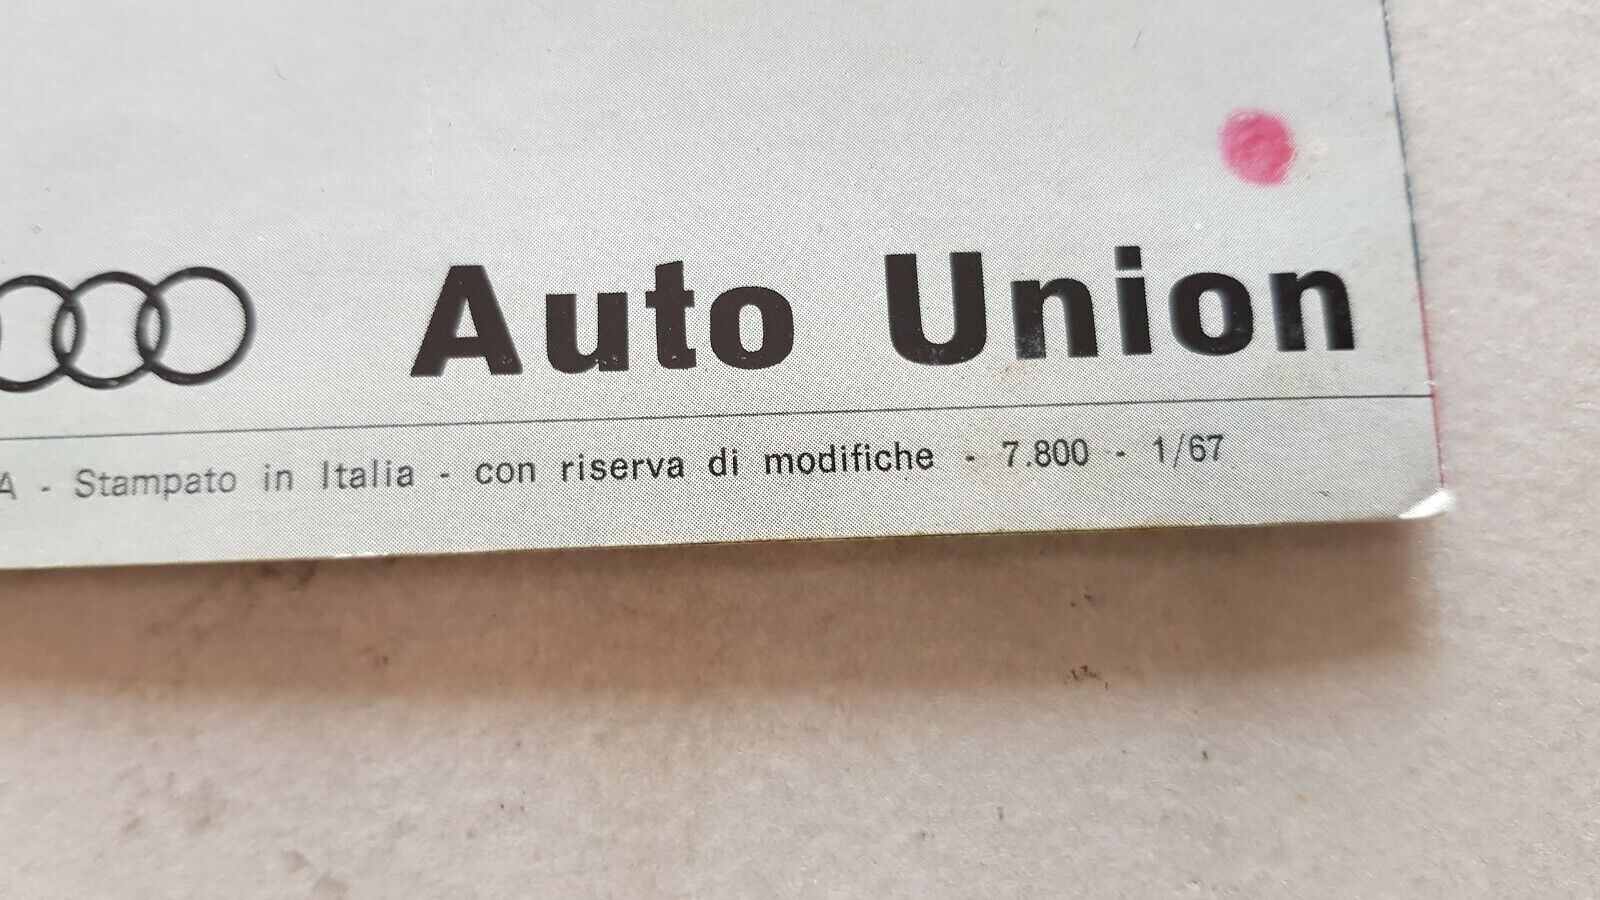 Auto Union
A - Stampato in Italia - con riserva di modifiche - 7.800 - 1/67